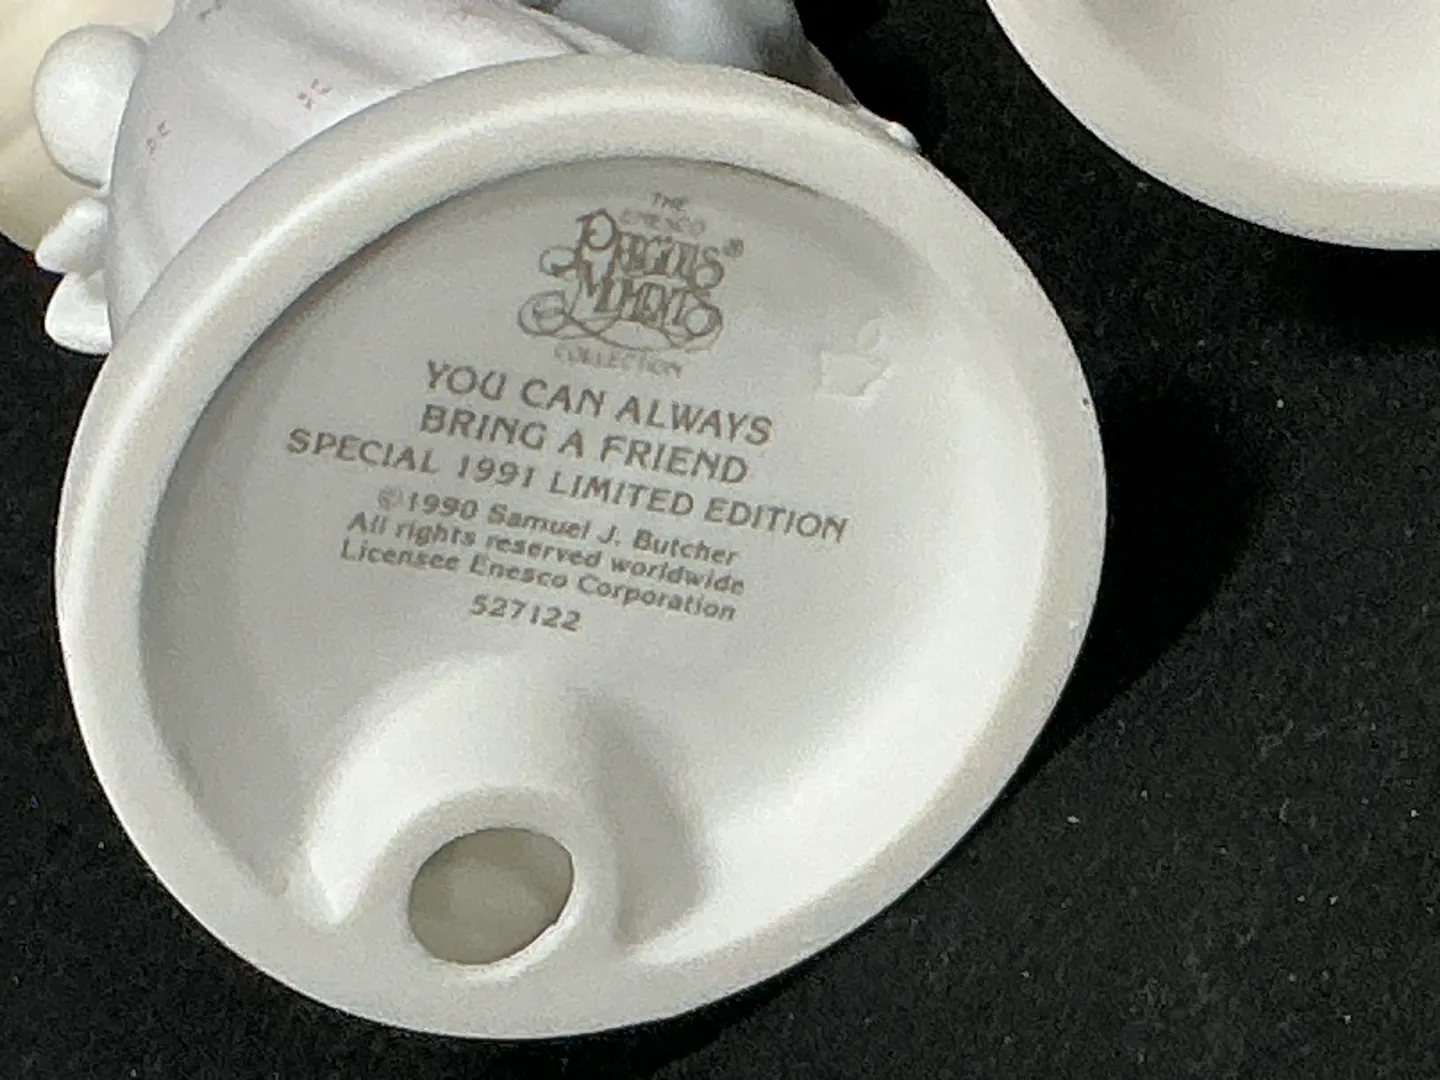 THE
ENESCO
PRECIOUS®
MOMENTS
COLLECTION
YOU CAN ALWAYS
BRING A FRIEND
SPECIAL 1991 LIMITED EDITION
©1990 Samuel J. Butcher
All rights reserved worldwide
Licensee Enesco Corporation
527122